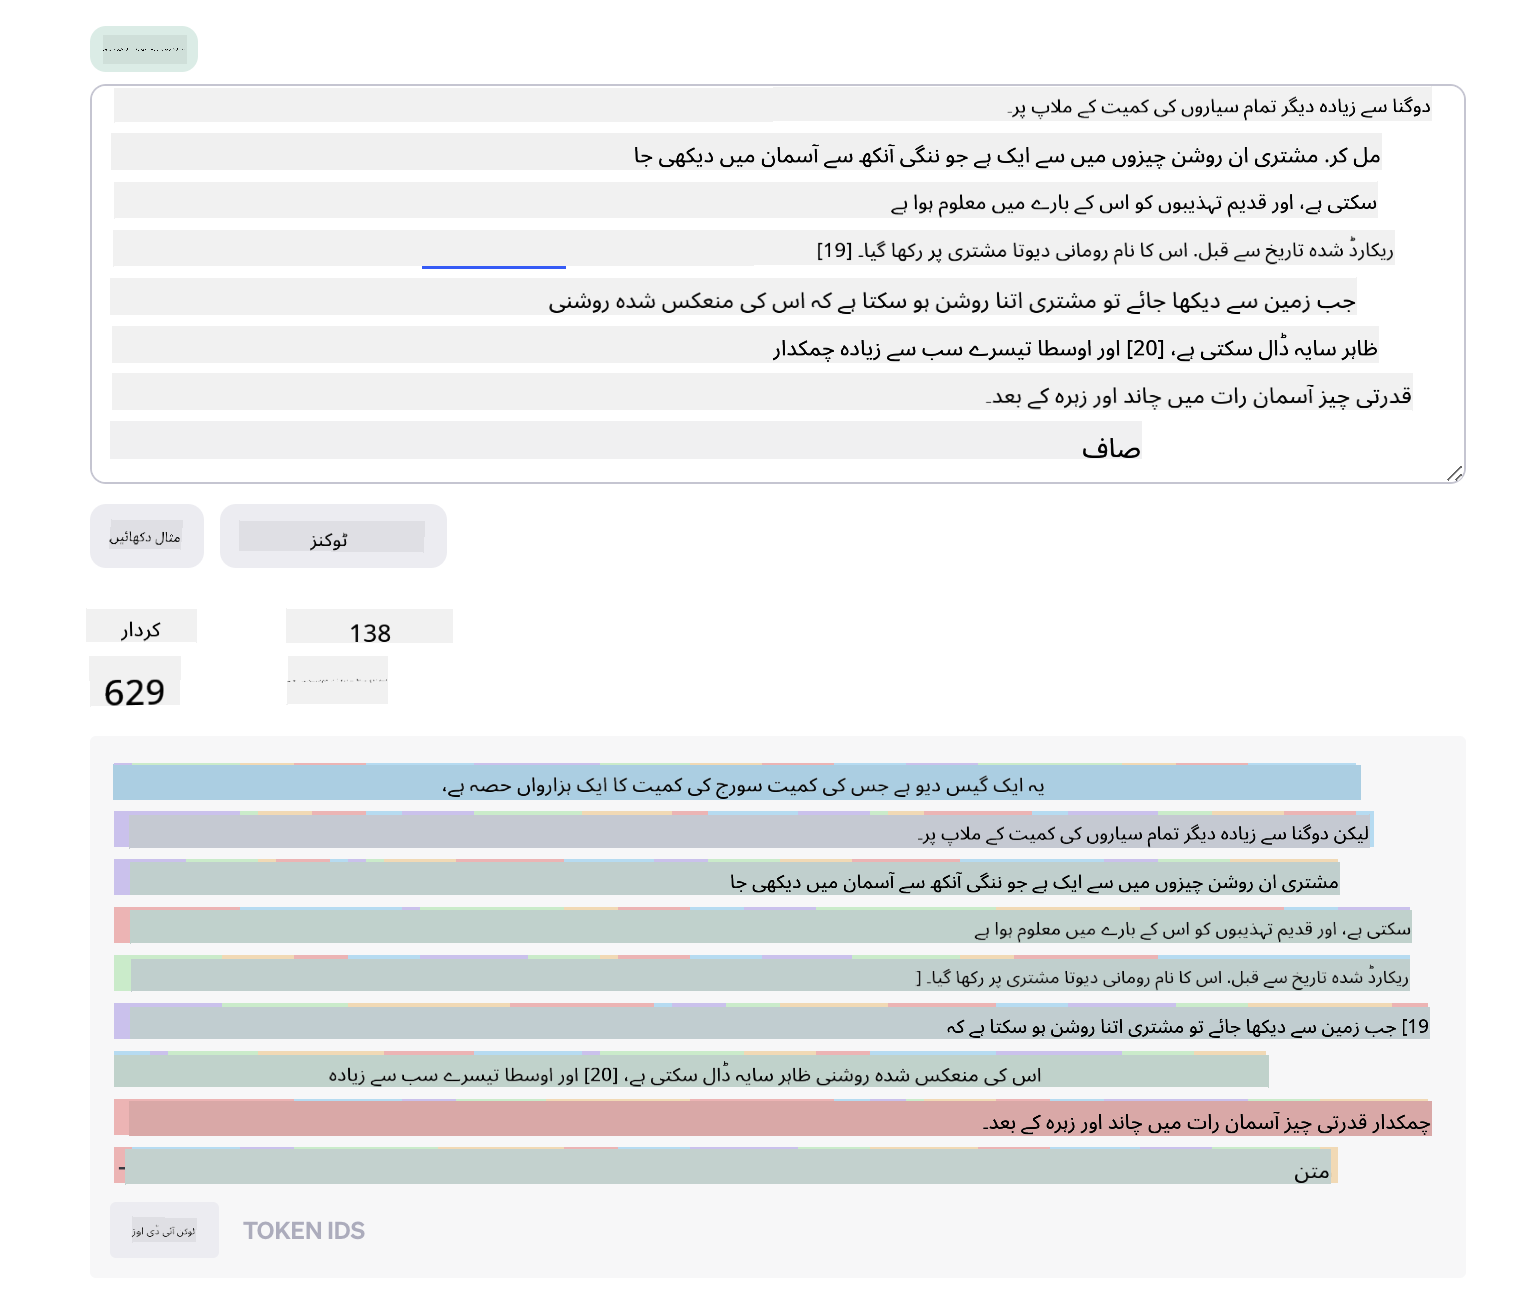 دوگنا سے زیادہ دیگر تمام سیاروں کی کمیت کے ملاپ پر۔
مل کر. مشتری ان روشن چیزوں میں سے ایک ہے جو ننگی آنکھ سے آسمان میں دیکھی جا
سکتی ہے، اور قدیم تہذیبوں کو اس کے بارے میں معلوم ہوا ہے
ریکارڈ شدہ تاریخ سے قبل. اس کا نام رومانی دیوتا مشتری پر رکھا گیا۔ [19]
جب زمین سے دیکھا جائے تو مشتری اتنا روشن ہو سکتا ہے کہ اس کی منعکس شدہ روشنی
ظاہر سایہ ڈال سکتی ہے، [20] اور اوسطا تیسرے سب سے زیادہ چمکدار
قدرتی چیز آسمان رات میں چاند اور زہرہ کے بعد۔
صاف
مثال دکھائیں
ٹوکنز
کردار
138
629
یہ ایک گیس دیو ہے جس کی کمیت سورج کی کمیت کا ایک ہزارواں حصہ ہے،
لیکن دوگنا سے زیادہ دیگر تمام سیاروں کی کمیت کے ملاپ پر۔
مشتری ان روشن چیزوں میں سے ایک ہے جو ننگی آنکھ سے آسمان میں دیکھی جا
سکتی ہے، اور قدیم تہذیبوں کو اس کے بارے میں معلوم ہوا ہے
ریکارڈ شدہ تاریخ سے قبل. اس کا نام رومانی دیوتا مشتری پر رکھا گیا۔ [
19] جب زمین سے دیکھا جائے تو مشتری اتنا روشن ہو سکتا ہے کہ
اس کی منعکس شدہ روشنی ظاہر سایہ ڈال سکتی ہے، [20] اور اوسطا تیسرے سب سے زیادہ
چمکدار قدرتی چیز آسمان رات میں چاند اور زہرہ کے بعد۔
متن
TOKEN IDS